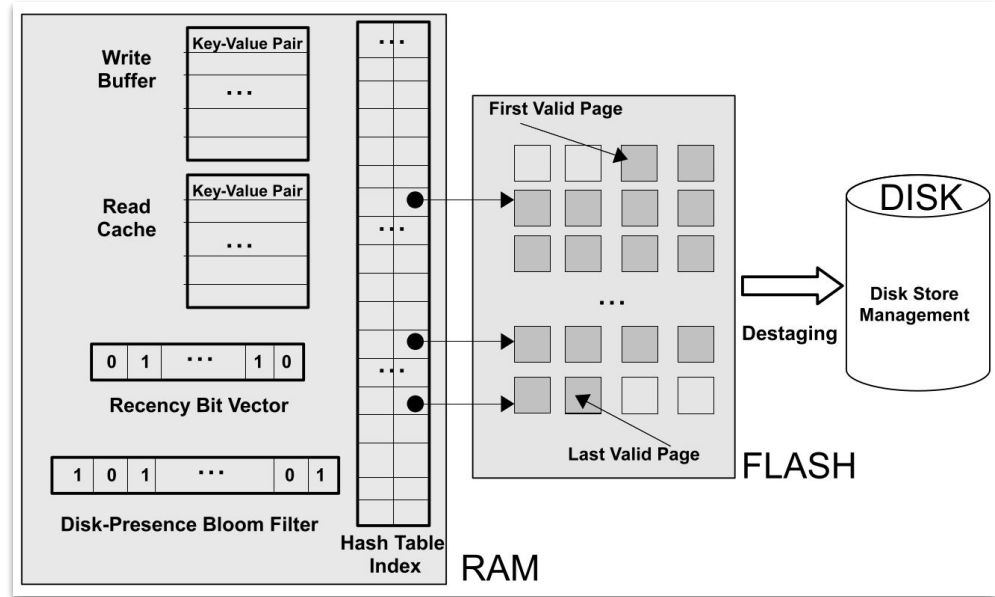 Write
Buffer
Key-Value Pair
...
Read
Cache
Key-Value Pair
...
0 1 ... 1 0
Recency Bit Vector
1 0 1 ... 0 1
Disk-Presence Bloom Filter
...
...
...
Hash Table
Index
RAM
First Valid Page
...
Last Valid Page
FLASH
Destaging
DISK
Disk Store
Management